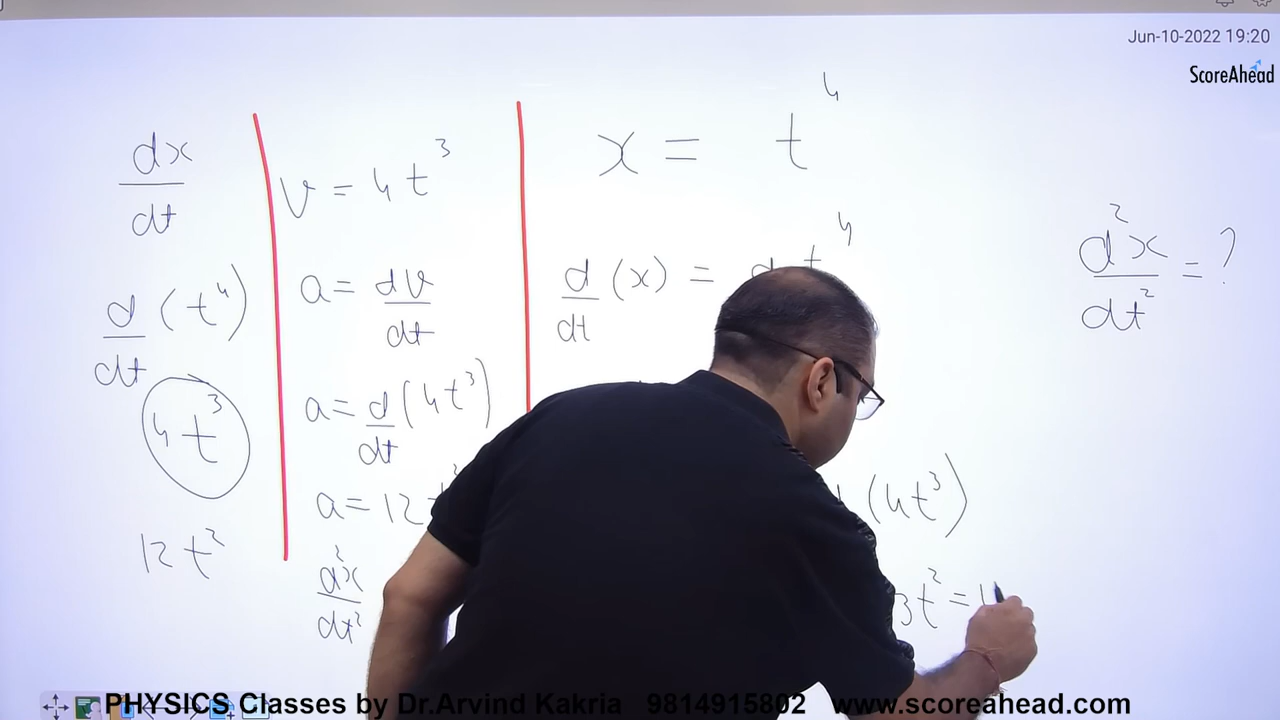 Jun-10-2022 19:20
ScoreAhead
dx/dt
d/dt (t⁴)
4t³
12t²
v = 4t³
a = dv/dt
a = d/dt (4t³)
a = 12
d²x/dt²
x = t⁴
d/dt (x) =
(4t³)
3t² =
d²x/dt² = ?
PHYSICS Classes by Dr.Arvind Kakria 9814915802 www.scoreahead.com